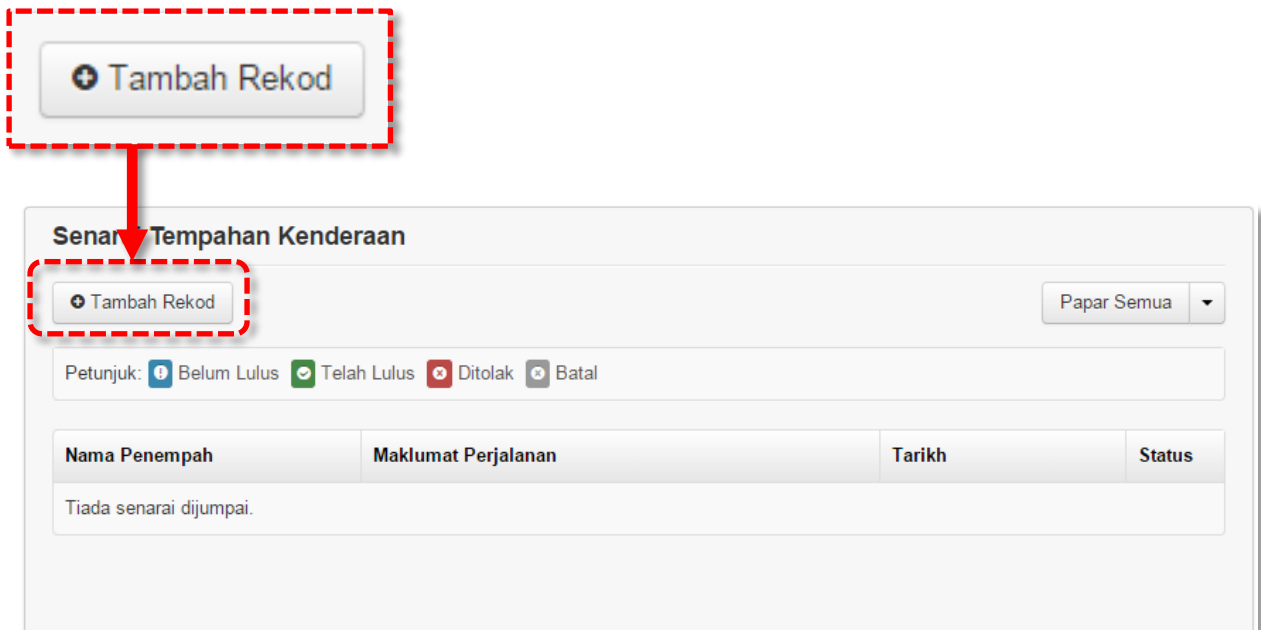 Tambah Rekod
Senarai Tempahan Kenderaan
Tambah Rekod Papar Semua
Petunjuk: Belum Lulus Telah Lulus Ditolak Batal
Nama Penempah Maklumat Perjalanan Tarikh Status
Tiada senarai dijumpai.